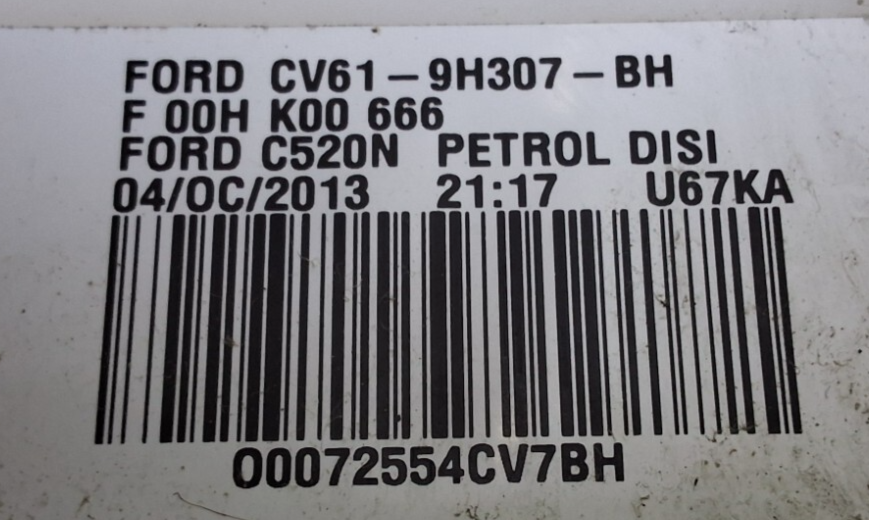 FORD CV61-9H307-BH
F 00H K00 666
FORD C520N PETROL DISI
04/OC/2013 21:17 U67KA
00072554CV7BH